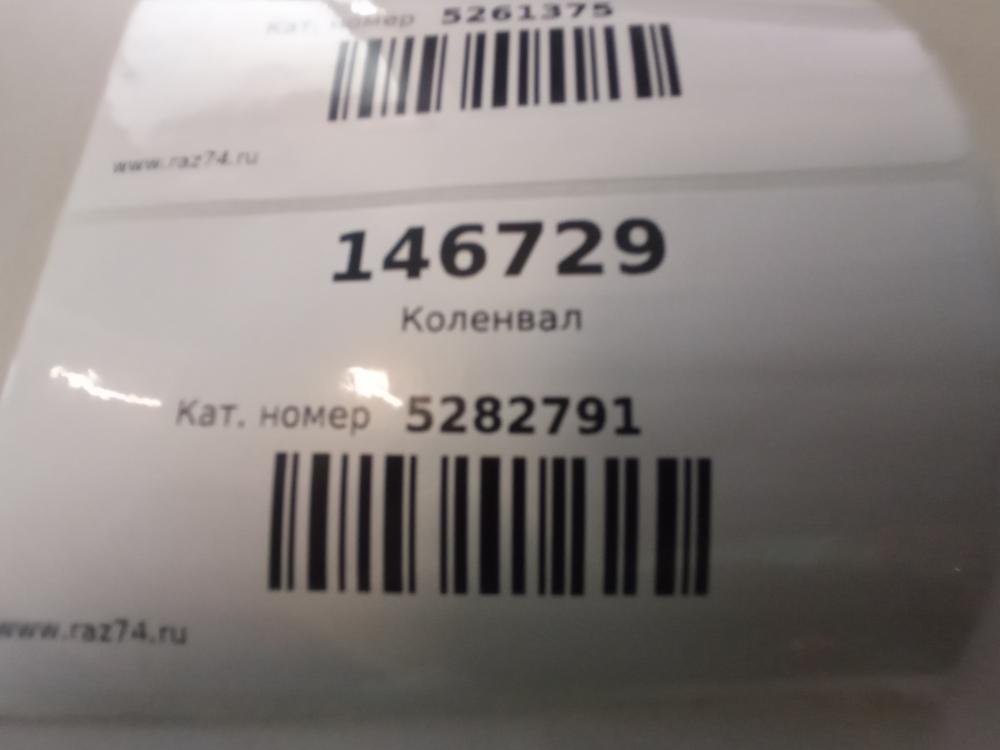 Кат. номер 5261375
www.raz74.ru
146729
Коленвал
Кат. номер 5282791
www.raz74.ru